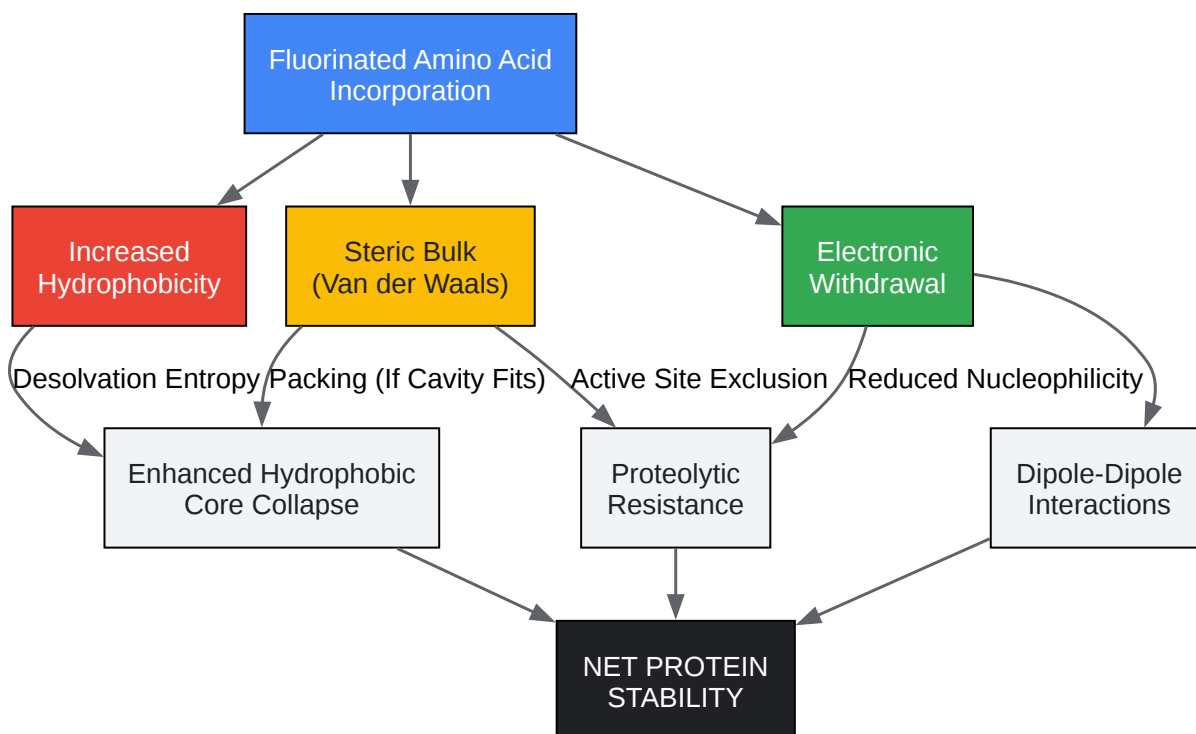 Fluorinated Amino Acid
Incorporation
Increased
Hydrophobicity
Steric Bulk
(Van der Waals)
Electronic
Withdrawal
Desolvation Entropy
Packing (If Cavity Fits)
Active Site Exclusion
Reduced Nucleophilicity
Enhanced Hydrophobic
Core Collapse
Proteolytic
Resistance
Dipole-Dipole
Interactions
NET PROTEIN
STABILITY